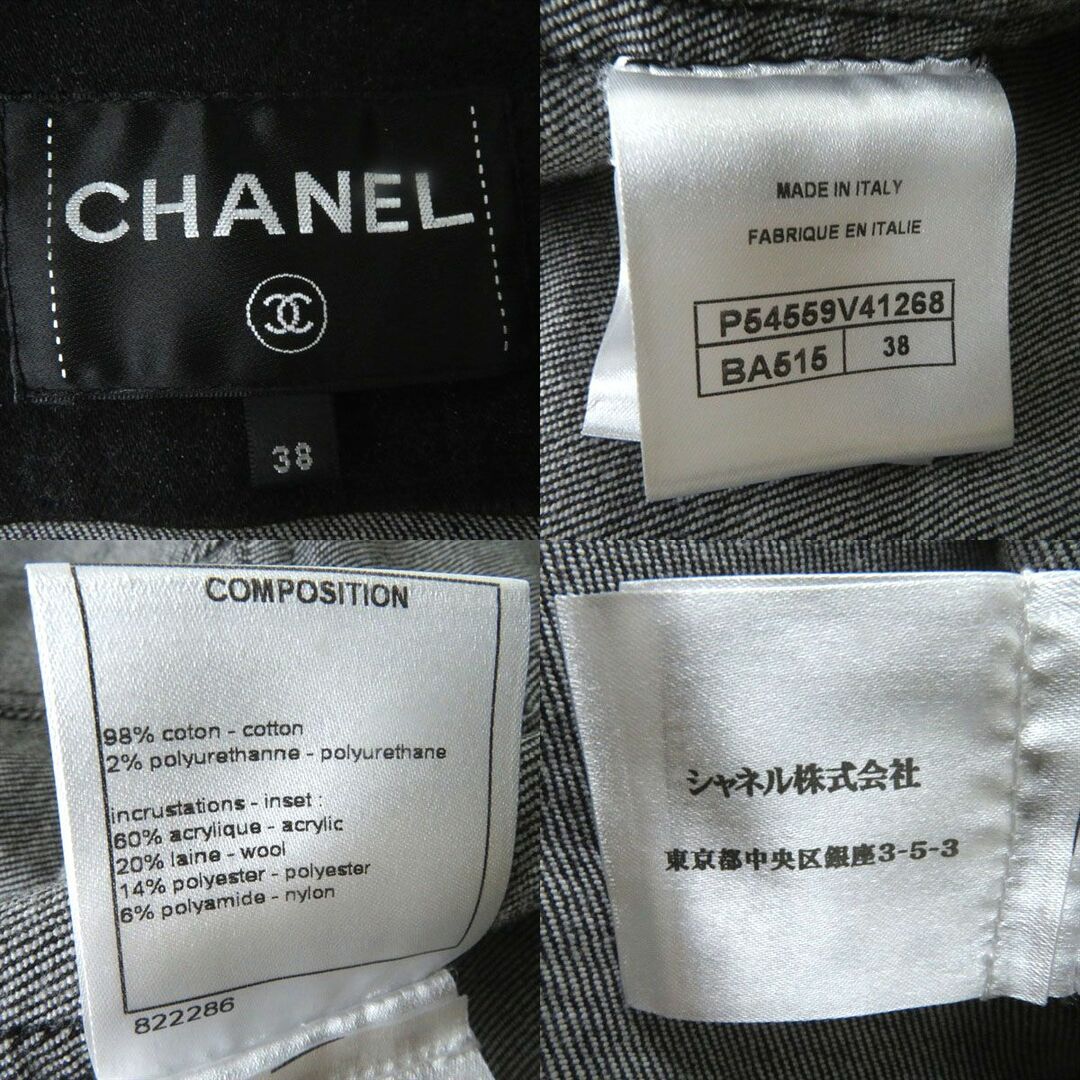 CHANEL
38
MADE IN ITALY
FABRIQUE EN ITALIE
P54559V41268
BA515 38
COMPOSITION
98% coton - cotton
2% polyurethanne - polyurethane
incrustations - inset :
60% acrylique - acrylic
20% laine - wool
14% polyester - polyester
6% polyamide - nylon
822286
シャネル株式会社
東京都中央区銀座3-5-3